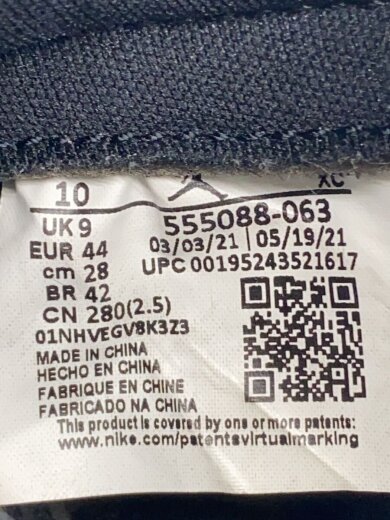 10 XC
UK 9
555088-063
EUR 44
03/03/21 | 05/19/21
cm 28
UPC 00195243521617
BR 42
CN 280(2.5)
01NHVEGV8K3Z3
MADE IN CHINA
HECHO EN CHINA
FABRIQUE EN CHINE
FABRICADO NA CHINA
This product is covered by one or more patents:
www.nike.com/patentsvirtualmarking